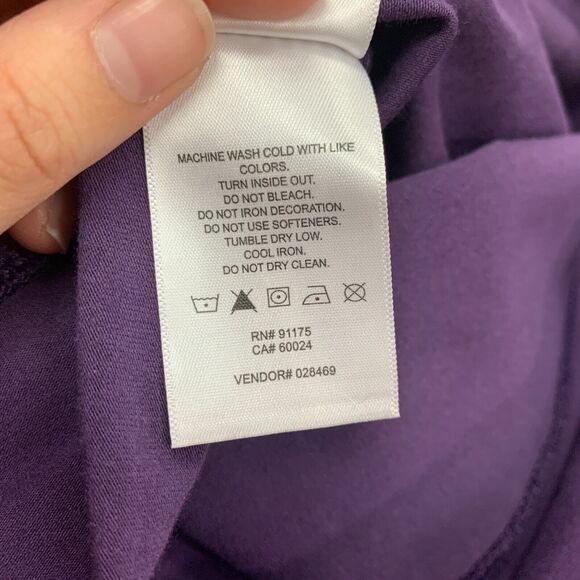 MACHINE WASH COLD WITH LIKE
COLORS.
TURN INSIDE OUT.
DO NOT BLEACH.
DO NOT IRON DECORATION.
DO NOT USE SOFTENERS.
TUMBLE DRY LOW.
COOL IRON.
DO NOT DRY CLEAN.
RN# 91175
CA# 60024
VENDOR# 028469